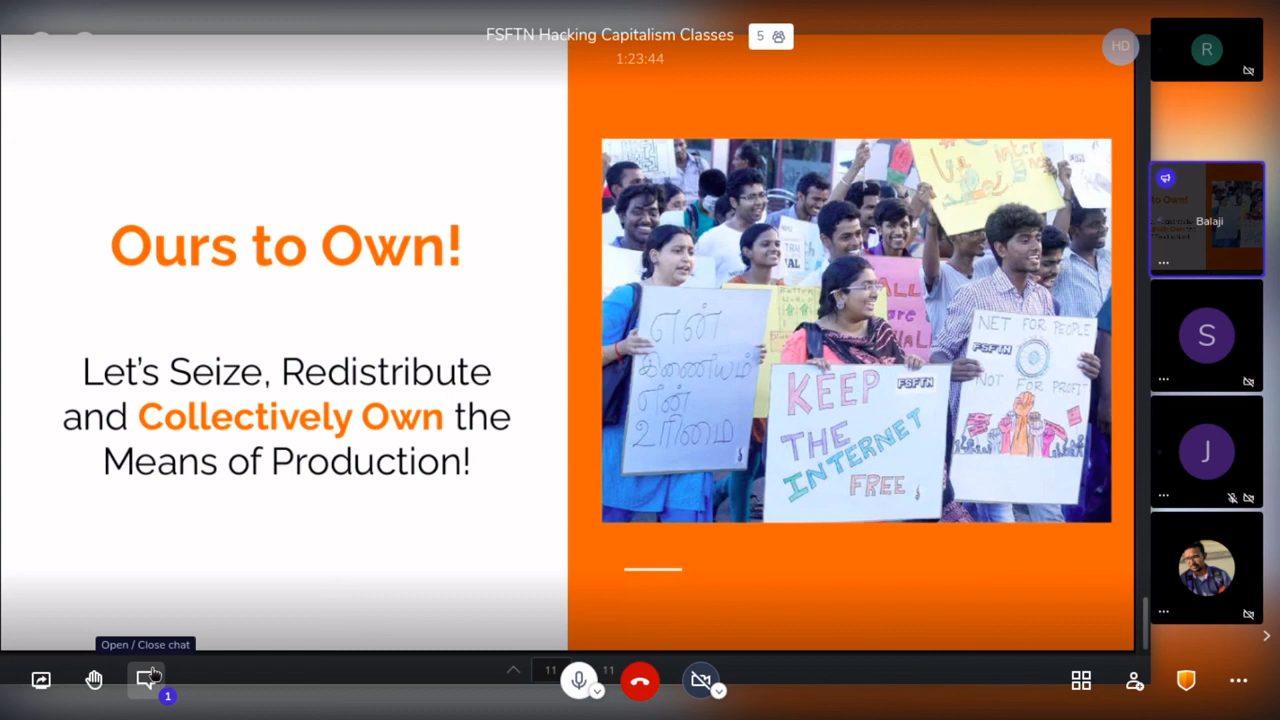 FSFTN Hacking Capitalism Classes
5
1:23:44
HD
R
Ours to Own!
Let's Seize, Redistribute
and Collectively Own the
Means of Production!
என்
இணையம்
என்
உரிமை
KEEP
THE
INTERNET
FREE
FSFTN
NET FOR PEOPLE
FSFTN
NOT FOR PROFIT
ALL
are
Balaji
S
J
Open / Close chat
1
11
11